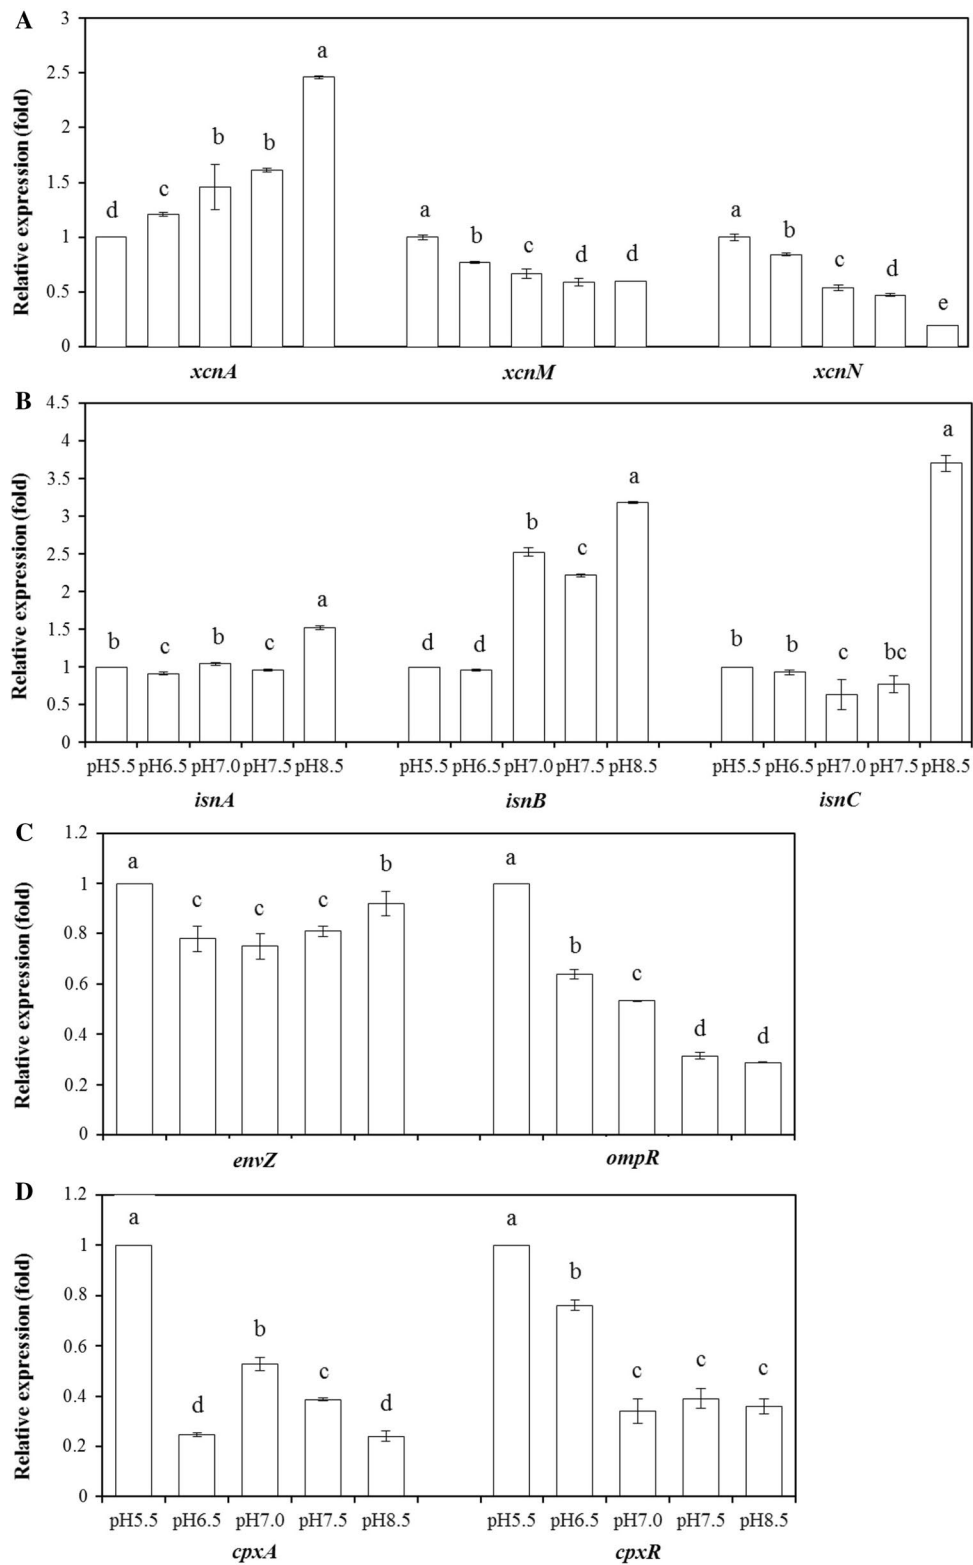 A
Relative expression (fold)
3
2.5
2
1.5
1
0.5
0
d c b b a
a b c d d
a b c d e
xcnA xcnM xcnN
B
Relative expression (fold)
4.5
4
3.5
3
2.5
2
1.5
1
0.5
0
b c b c a
d d b c a
b b c bc a
pH5.5 pH6.5 pH7.0 pH7.5 pH8.5 pH5.5 pH6.5 pH7.0 pH7.5 pH8.5 pH5.5 pH6.5 pH7.0 pH7.5 pH8.5
isnA isnB isnC
C
Relative expression (fold)
1.2
1
0.8
0.6
0.4
0.2
0
a c c c b
a b c d d
envZ ompR
D
Relative expression (fold)
1.2
1
0.8
0.6
0.4
0.2
0
a d b c d
a b c c c
pH5.5 pH6.5 pH7.0 pH7.5 pH8.5 pH5.5 pH6.5 pH7.0 pH7.5 pH8.5
cpxA cpxR